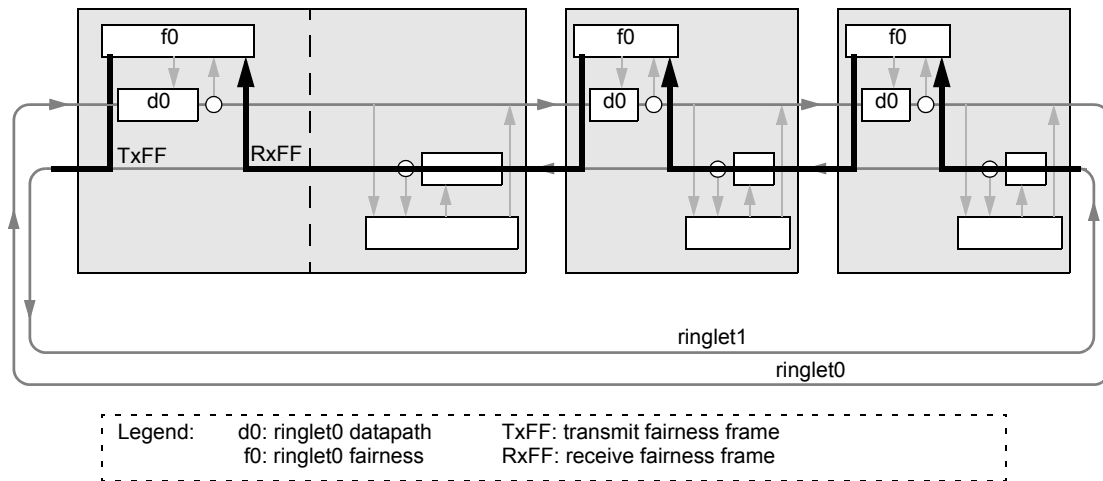 f0
f0
f0
d0
d0
d0
TxFF
RxFF
ringlet1
ringlet0
Legend: d0: ringlet0 datapath TxFF: transmit fairness frame
f0: ringlet0 fairness RxFF: receive fairness frame